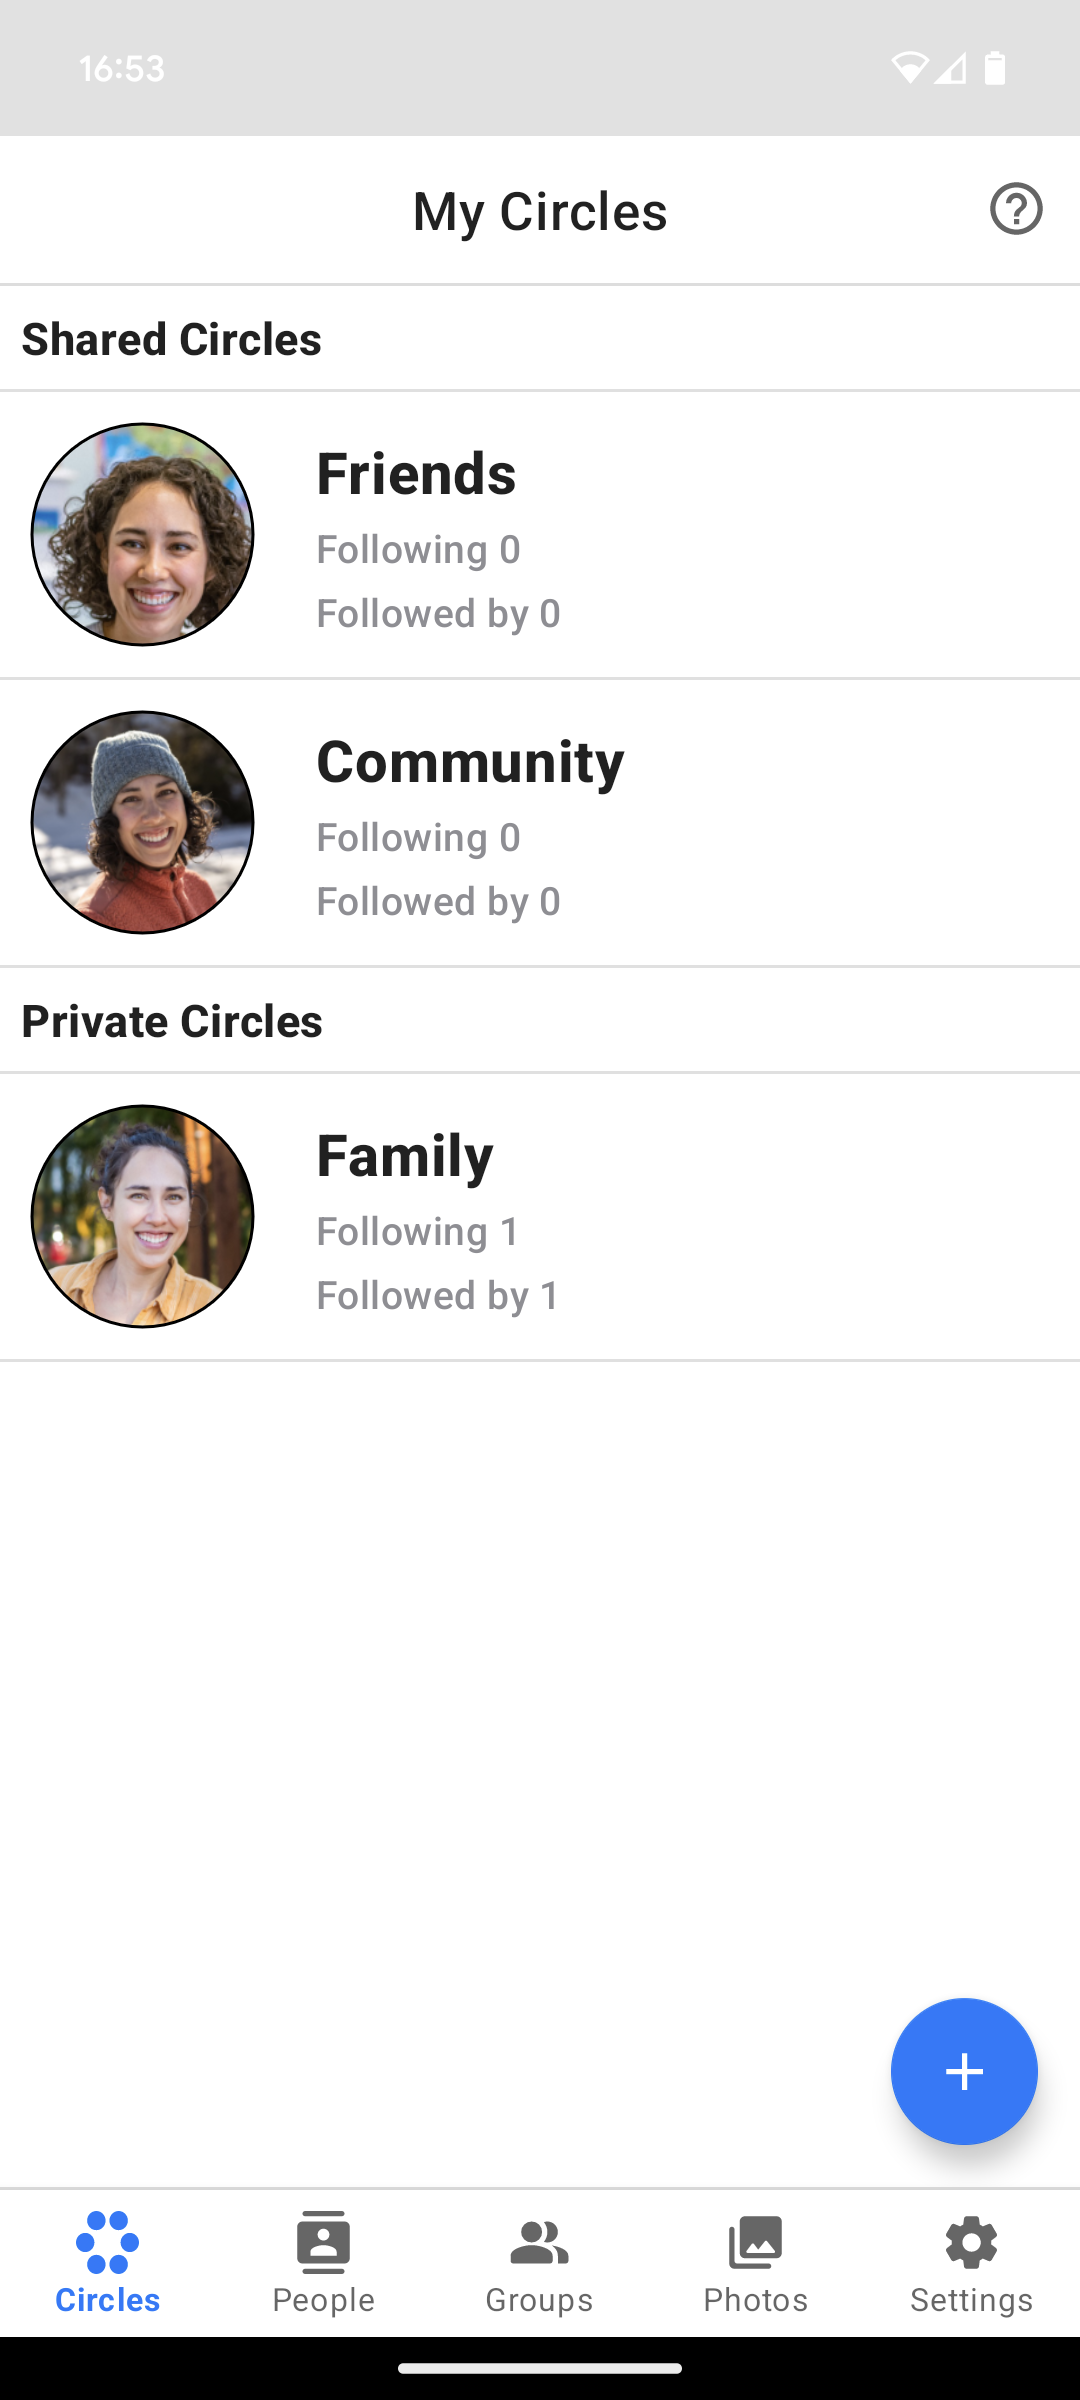 16:53
My Circles
Shared Circles
Friends
Following 0
Followed by 0
Community
Following 0
Followed by 0
Private Circles
Family
Following 1
Followed by 1
Circles
People
Groups
Photos
Settings